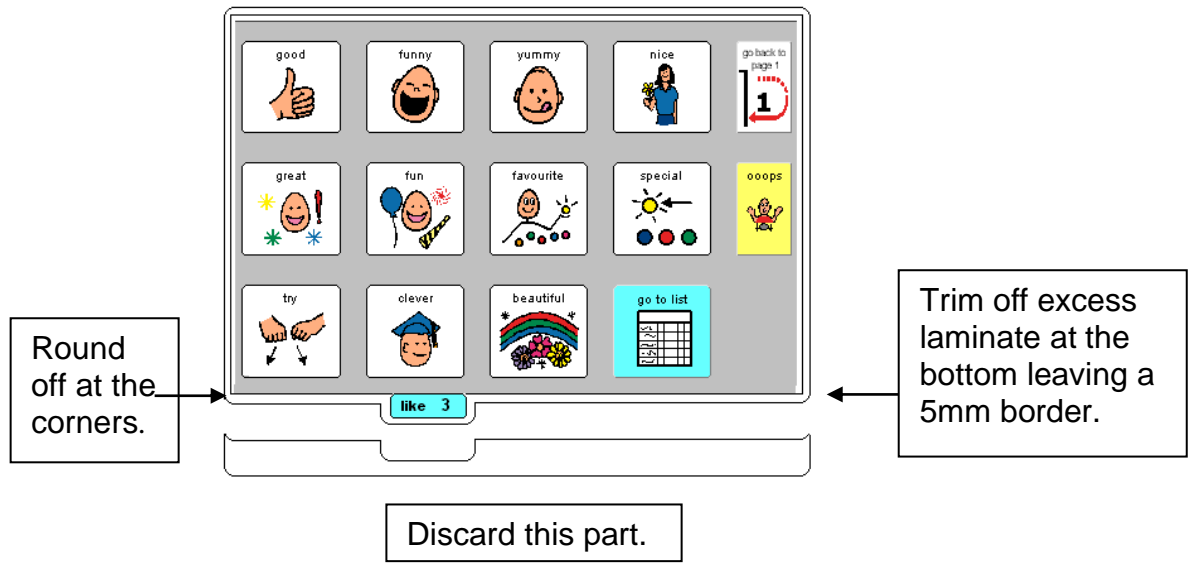 good
funny
yummy
nice
go back to
page 1
1
great
fun
favourite
special
ooops
try
clever
beautiful
go to list
like 3
Round
off at the
corners.
Trim off excess
laminate at the
bottom leaving a
5mm border.
Discard this part.